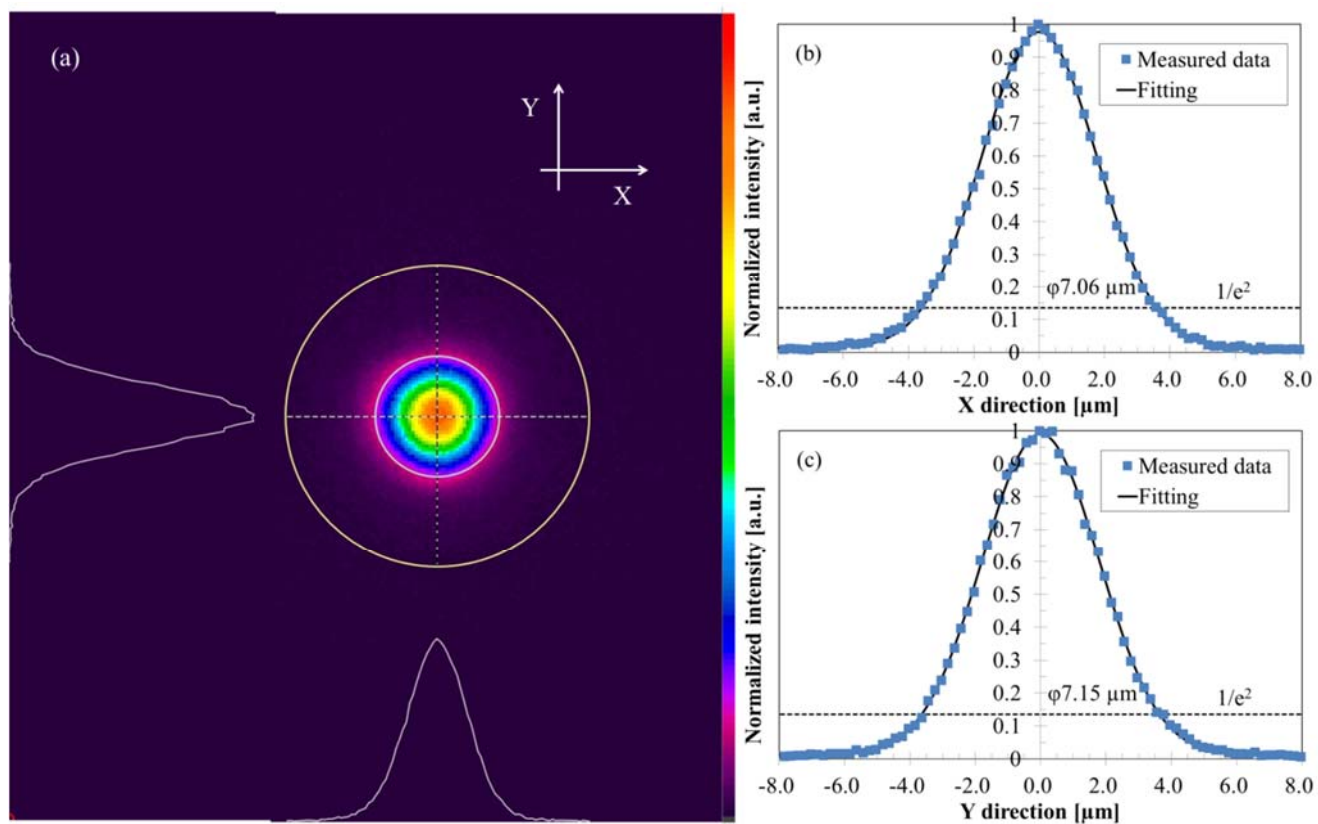 (a)
Y
X
(b)
Normalized intensity [a.u.]
1
0.9
0.8
0.7
0.6
0.5
0.4
0.3
0.2
0.1
0
Measured data
Fitting
φ7.06 µm
1/e²
-8.0 -6.0 -4.0 -2.0 0.0 2.0 4.0 6.0 8.0
X direction [µm]
(c)
Normalized intensity [a.u.]
1
0.9
0.8
0.7
0.6
0.5
0.4
0.3
0.2
0.1
0
Measured data
Fitting
φ7.15 µm
1/e²
-8.0 -6.0 -4.0 -2.0 0.0 2.0 4.0 6.0 8.0
Y direction [µm]